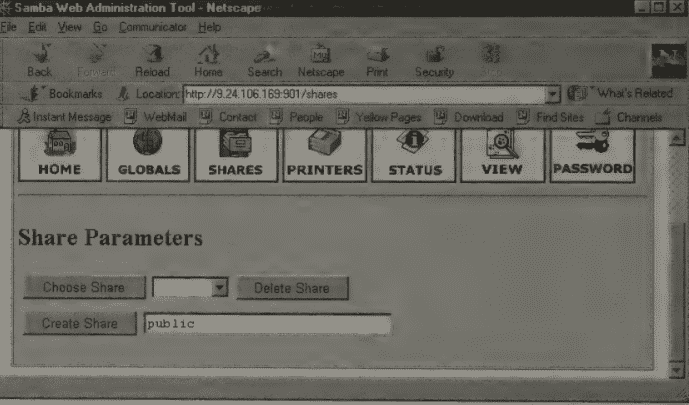 Samba Web Administration Tool - Netscape
File Edit View Go Communicator Help
Back Forward Reload Home Search Netscape Print Security Stop
Bookmarks Location: http://9.24.106.169:901/shares What's Related
Instant Message WebMail Contact People Yellow Pages Download Find Sites Channels
HOME GLOBALS SHARES PRINTERS STATUS VIEW PASSWORD
Share Parameters
Choose Share Delete Share
Create Share public